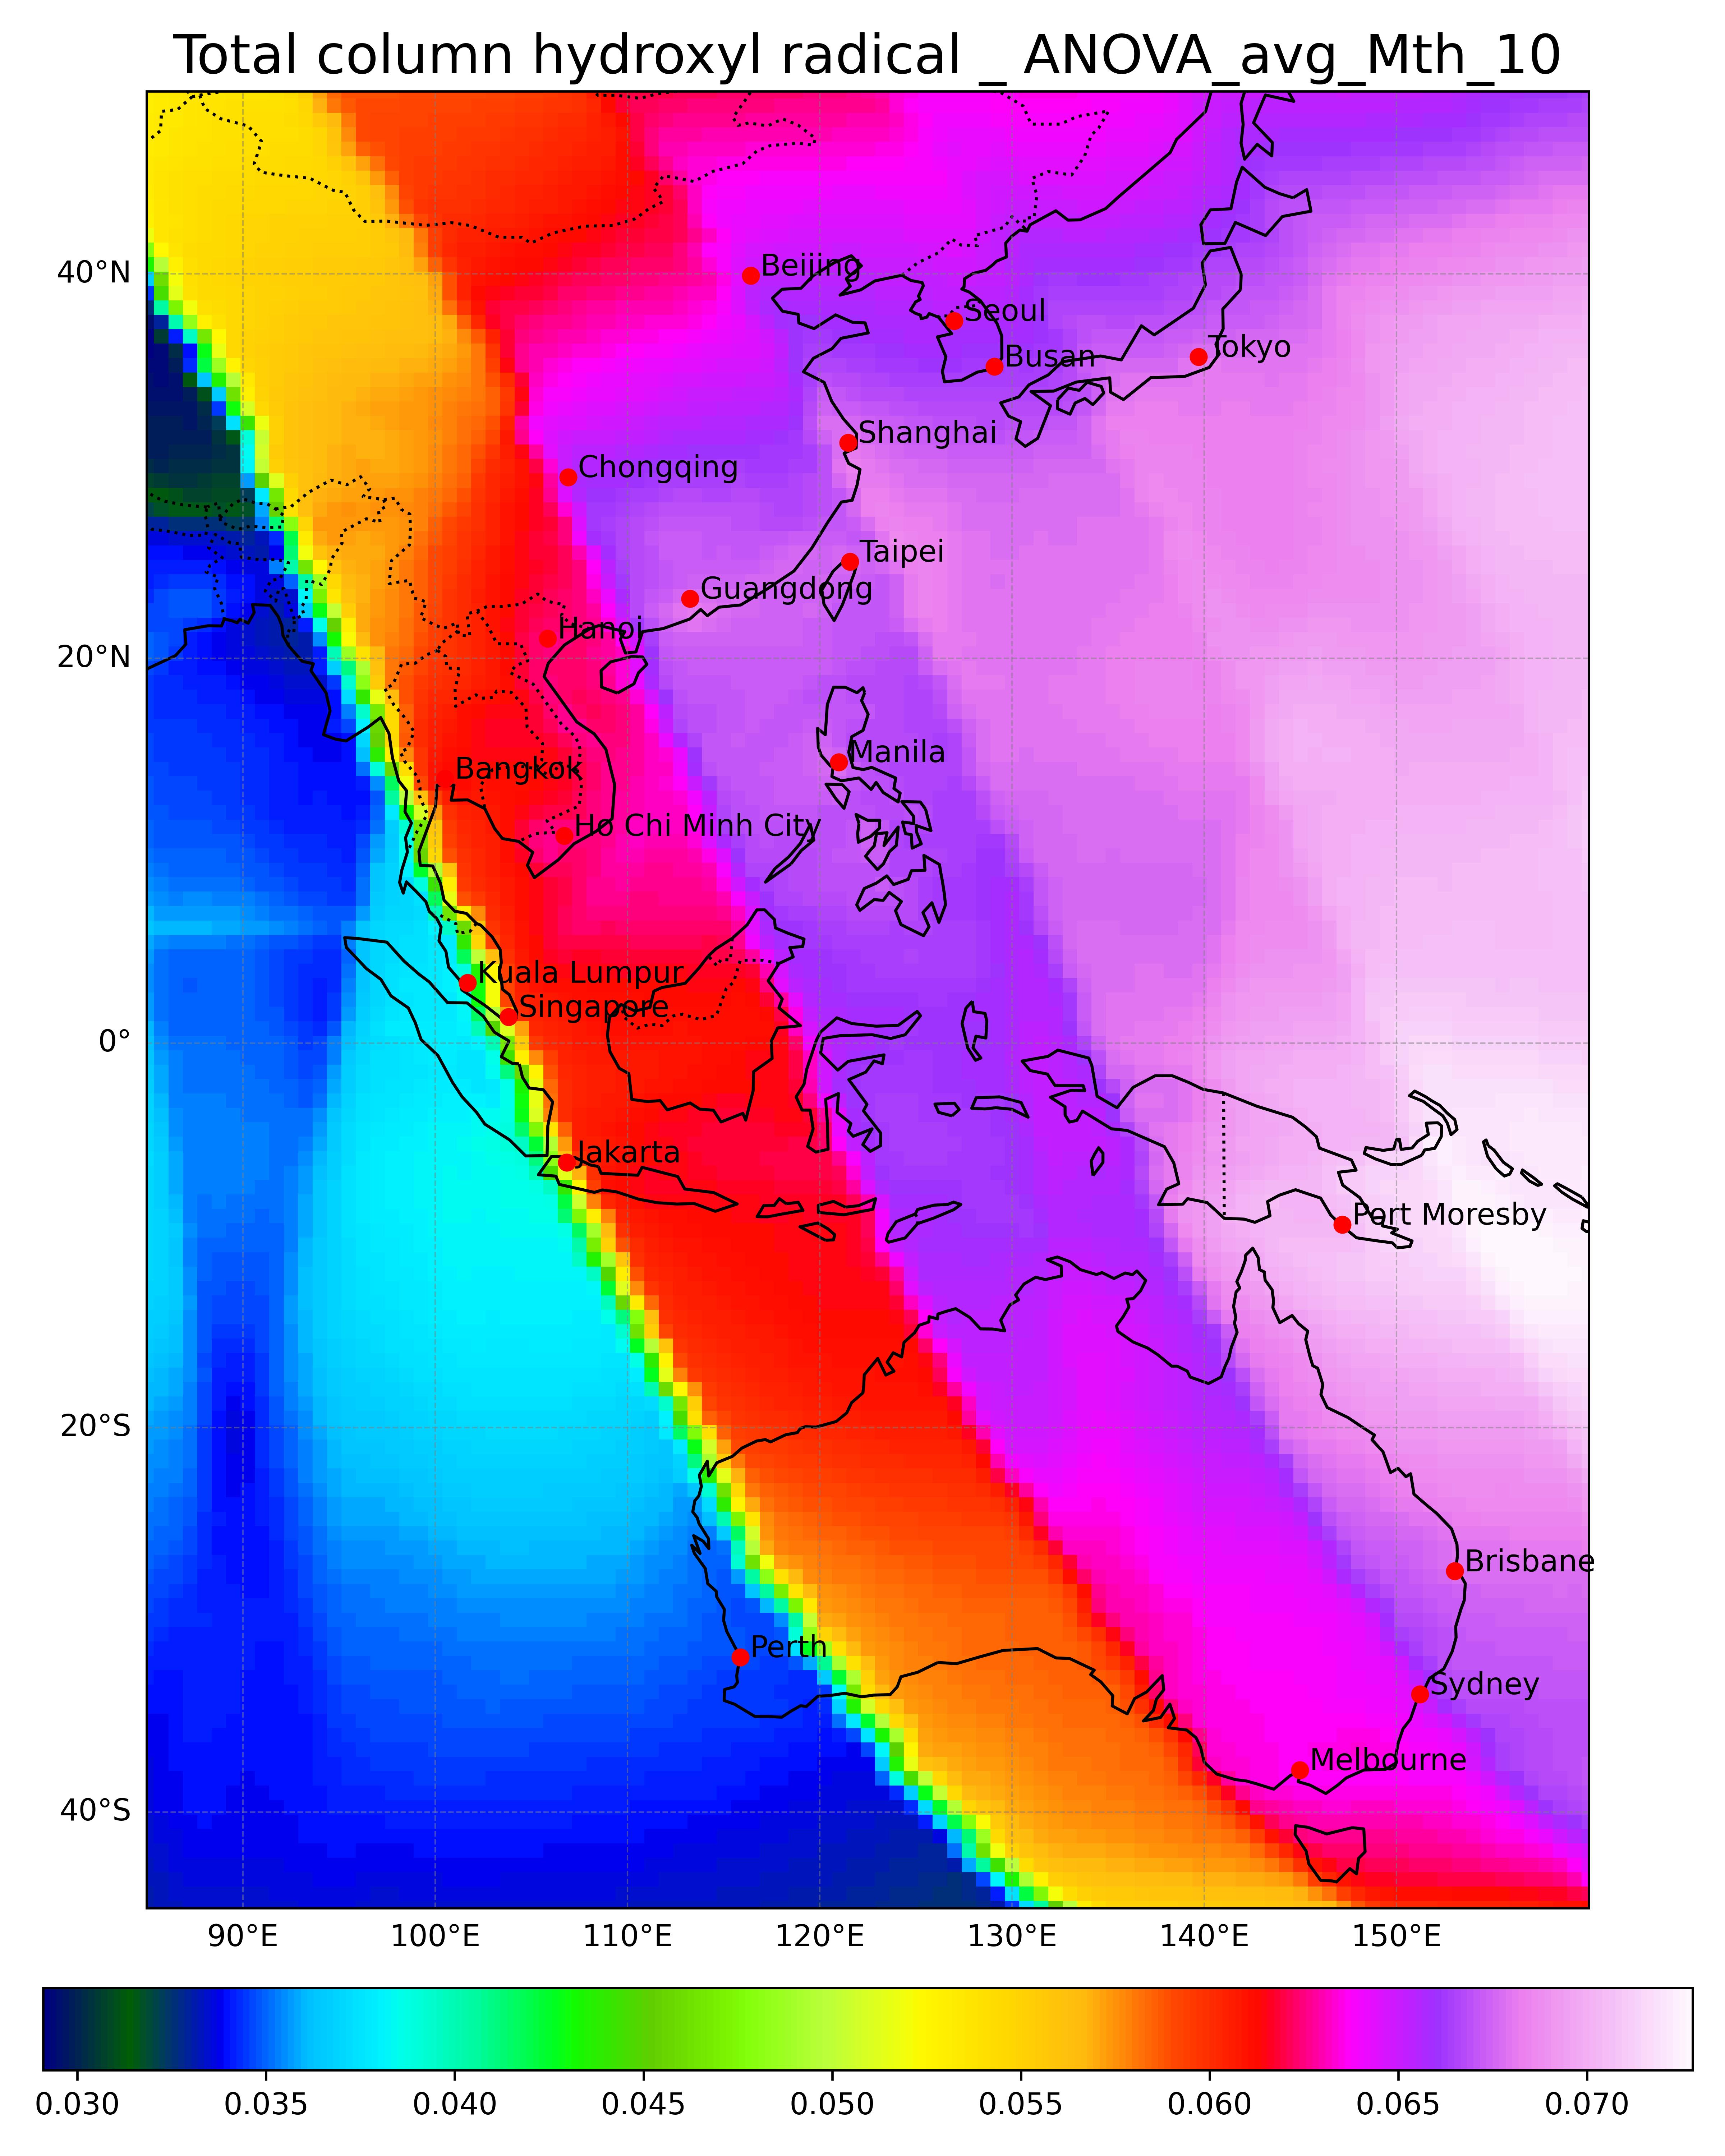 Total column hydroxyl radical _ ANOVA_avg_Mth_10
40°N
20°N
0°
20°S
40°S
Beijing
Seoul
Busan
Tokyo
Shanghai
Chongqing
Taipei
Guangdong
Hanoi
Manila
Bangkok
Ho Chi Minh City
Kuala Lumpur
Singapore
Jakarta
Port Moresby
Brisbane
Perth
Sydney
Melbourne
90°E 100°E 110°E 120°E 130°E 140°E 150°E
0.030 0.035 0.040 0.045 0.050 0.055 0.060 0.065 0.070